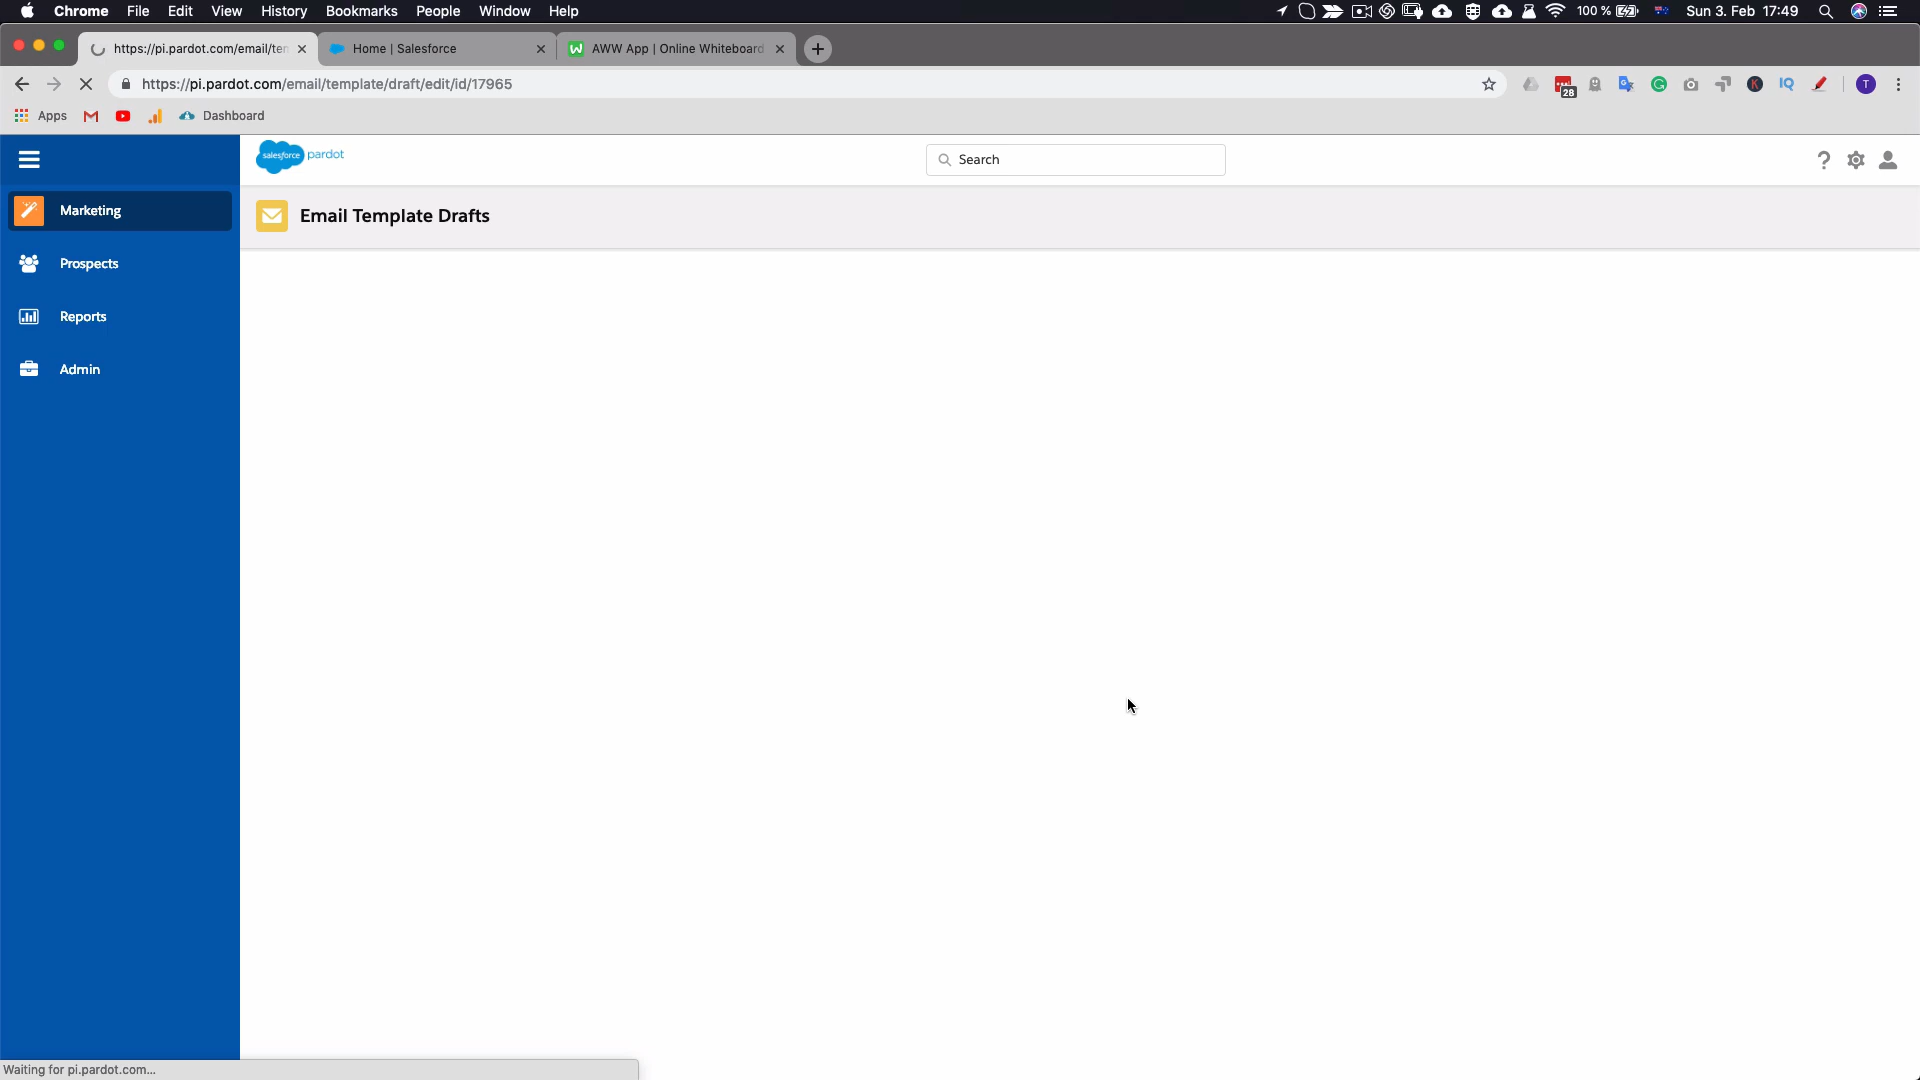 Chrome File Edit View History Bookmarks People Window Help
100 % Sun 3. Feb 17:49
https://pi.pardot.com/email/ter
Home | Salesforce
AWW App | Online Whiteboard
https://pi.pardot.com/email/template/draft/edit/id/17965
28
IQ
T
Apps
Dashboard
salesforce pardot
Search
Marketing
Email Template Drafts
Prospects
Reports
Admin
Waiting for pi.pardot.com...